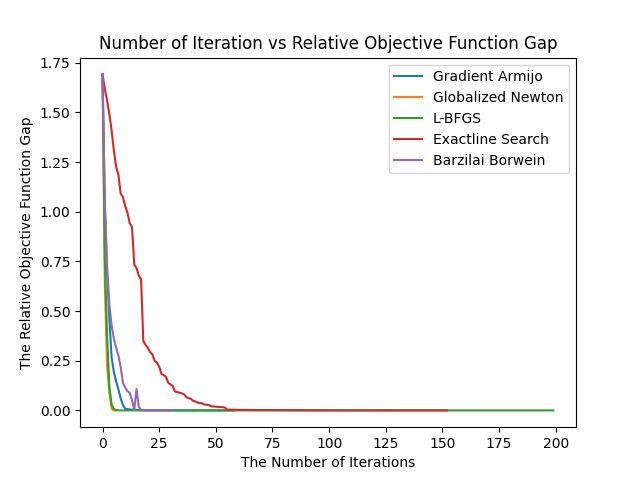 Number of Iteration vs Relative Objective Function Gap
The Relative Objective Function Gap
1.75
1.50
1.25
1.00
0.75
0.50
0.25
0.00
Gradient Armijo
Globalized Newton
L-BFGS
Exactline Search
Barzilai Borwein
0 25 50 75 100 125 150 175 200
The Number of Iterations